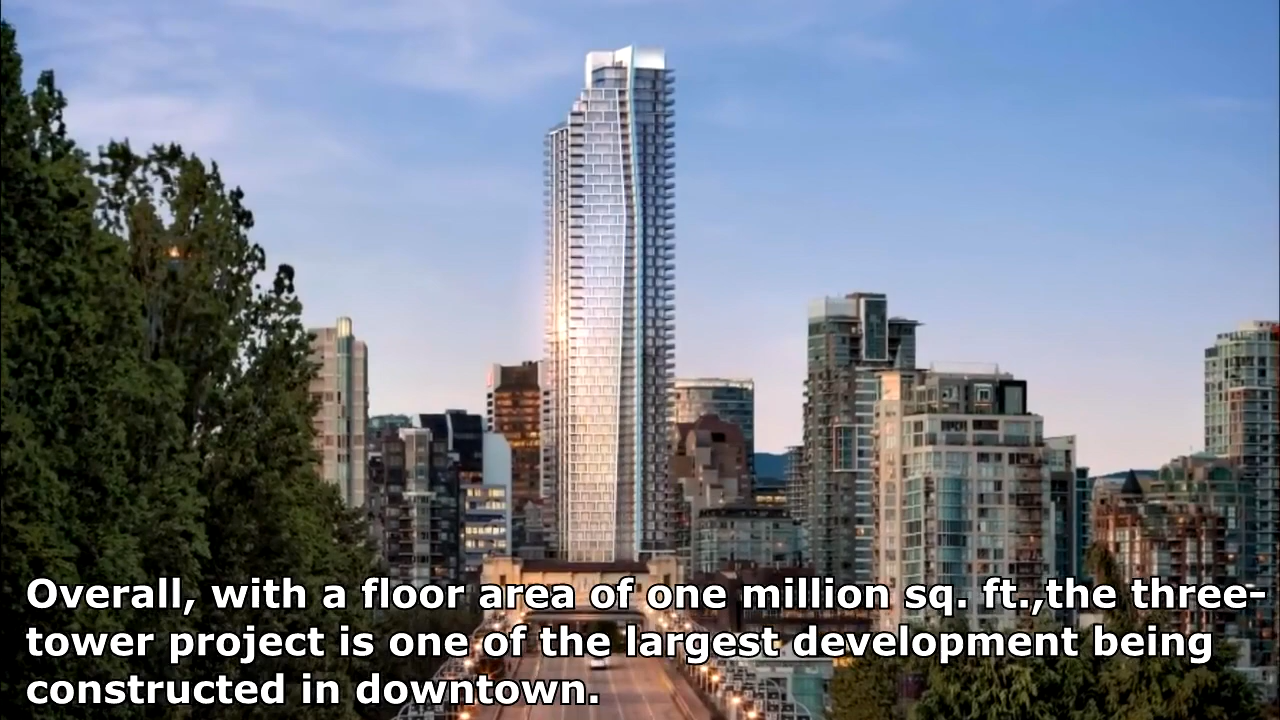 Overall, with a floor area of one million sq. ft.,the three-
tower project is one of the largest development being
constructed in downtown.